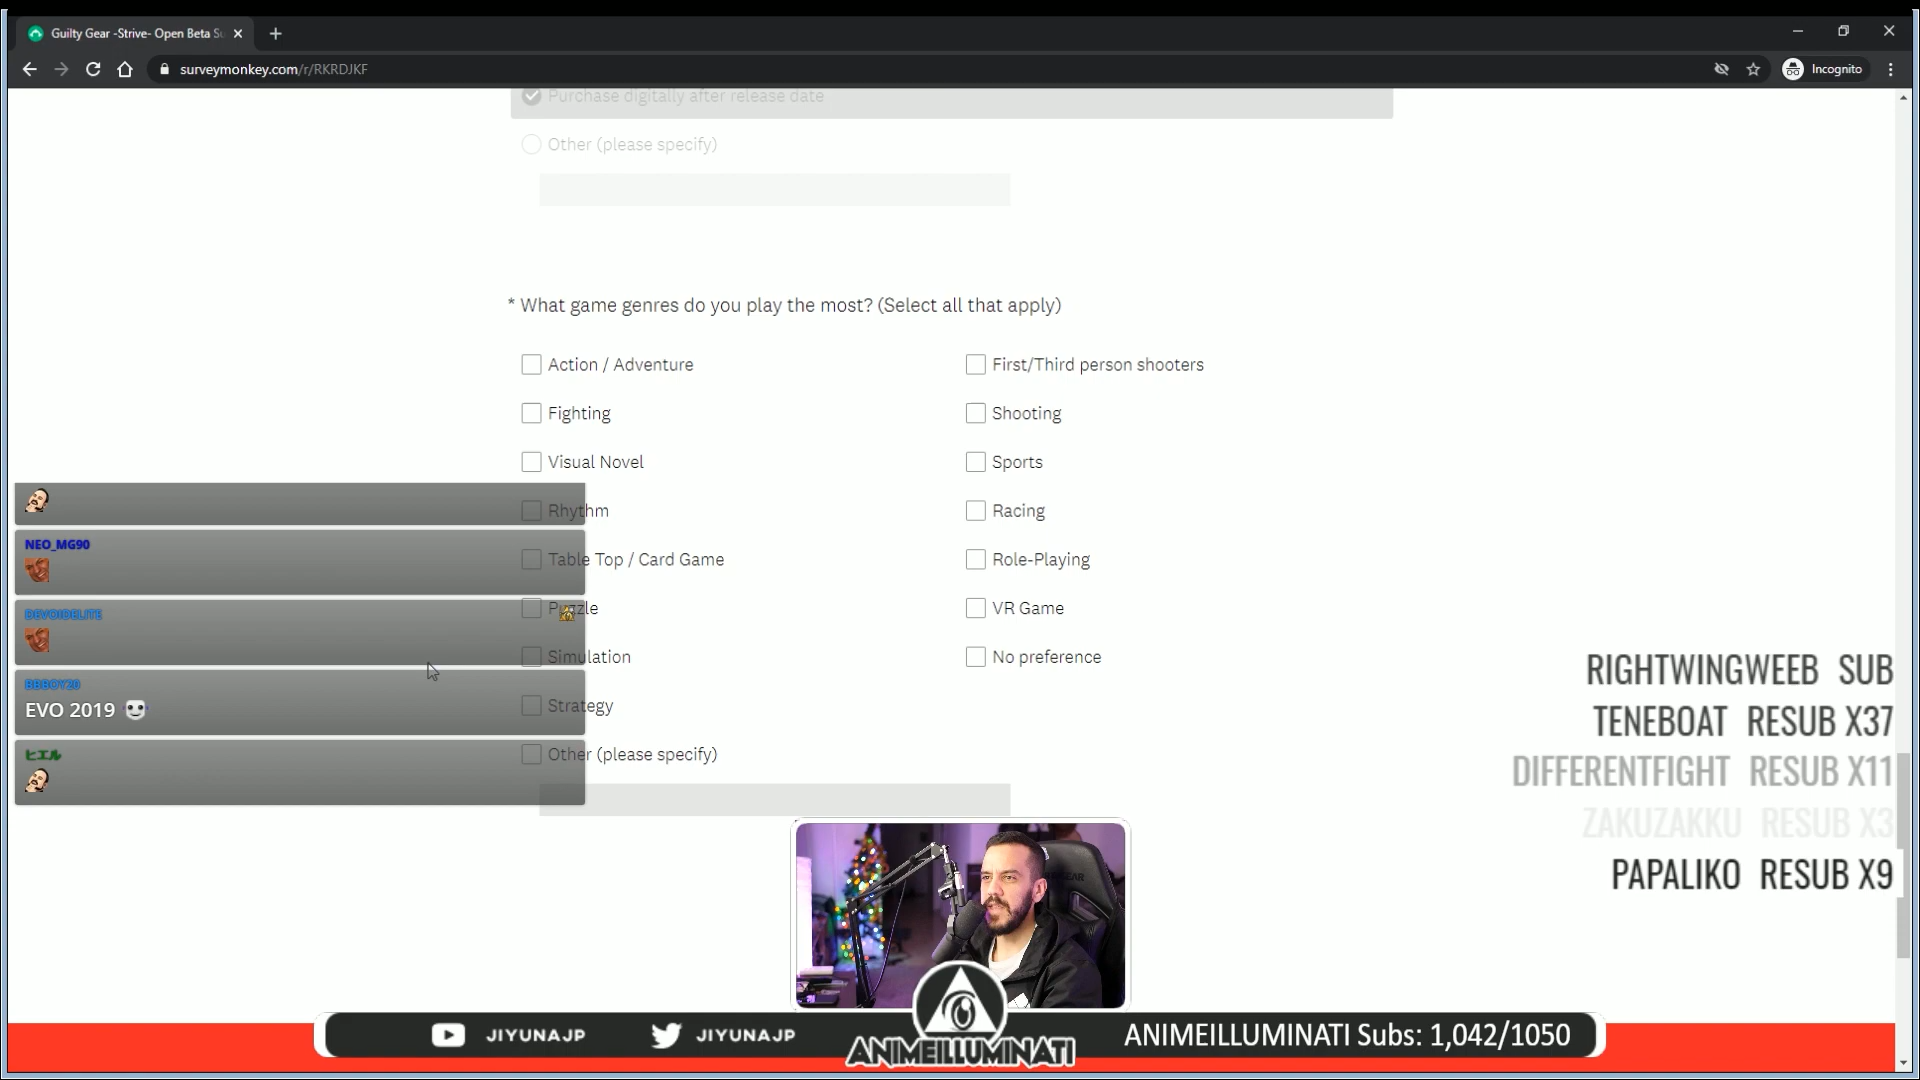 Guilty Gear -Strive- Open Beta Su
surveymonkey.com/r/RKRDJKF
Incognito
Purchase digitally after release date
Other (please specify)
* What game genres do you play the most? (Select all that apply)
Action / Adventure
First/Third person shooters
Fighting
Shooting
Visual Novel
Sports
Rhythm
Racing
Table Top / Card Game
Role-Playing
Puzzle
VR Game
Simulation
No preference
Strategy
Other (please specify)
NEO_MG90
DEVOIDELITE
BBBOY20
EVO 2019
ヒエル
RIGHTWINGWEEB SUB
TENEBOAT RESUB X37
DIFFERENTFIGHT RESUB X11
ZAKUZAKKU RESUB X3
PAPALIKO RESUB X9
JIYUNAJP
JIYUNAJP
ANIMEILLUMINATI
ANIMEILLUMINATI Subs: 1,042/1050